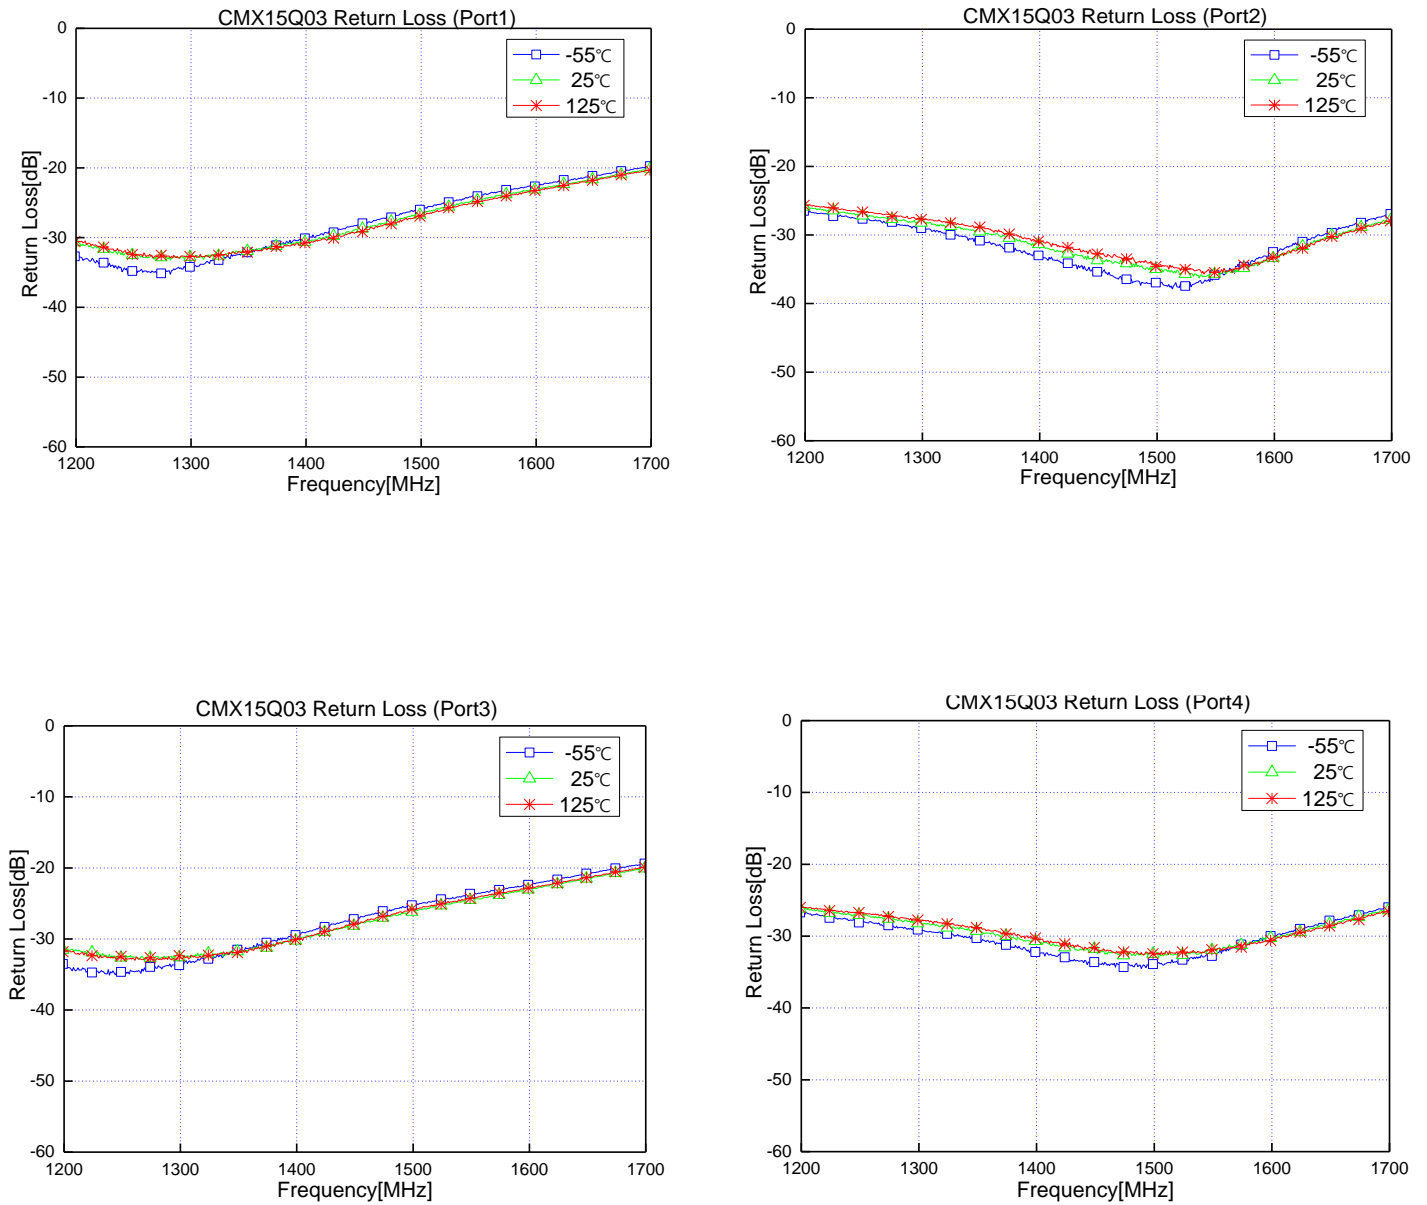 CMX15Q03 Return Loss (Port1)
0
-10
-20
-30
-40
-50
-60
Return Loss[dB]
-55℃
25℃
125℃
1200 1300 1400 1500 1600 1700
Frequency[MHz]
CMX15Q03 Return Loss (Port2)
0
-10
-20
-30
-40
-50
-60
Return Loss[dB]
-55℃
25℃
125℃
1200 1300 1400 1500 1600 1700
Frequency[MHz]
CMX15Q03 Return Loss (Port3)
0
-10
-20
-30
-40
-50
-60
Return Loss[dB]
-55℃
25℃
125℃
1200 1300 1400 1500 1600 1700
Frequency[MHz]
CMX15Q03 Return Loss (Port4)
0
-10
-20
-30
-40
-50
-60
Return Loss[dB]
-55℃
25℃
125℃
1200 1300 1400 1500 1600 1700
Frequency[MHz]